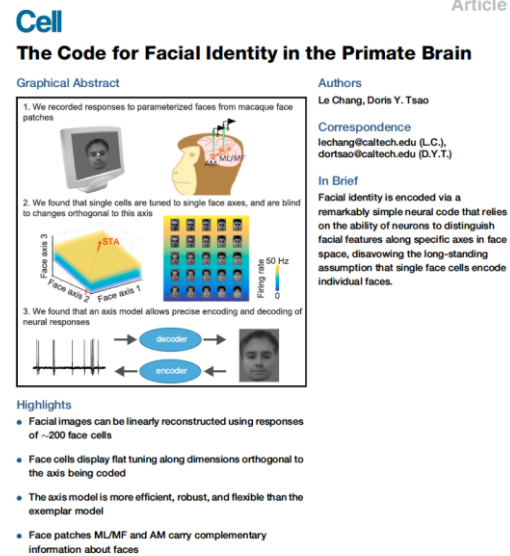 Article
Cell
The Code for Facial Identity in the Primate Brain
Graphical Abstract
1. We recorded responses to parameterized faces from macaque face
patches
AM
ML/MF
2. We found that single cells are tuned to single face axes, and are blind
to changes orthogonal to this axis
STA
Face axis 3
Face axis 2
Face axis 1
Firing rate
50 Hz
0
3. We found that an axis model allows precise encoding and decoding of
neural responses
decoder
encoder
Highlights
• Facial images can be linearly reconstructed using responses
of ~200 face cells
• Face cells display flat tuning along dimensions orthogonal to
the axis being coded
• The axis model is more efficient, robust, and flexible than the
exemplar model
• Face patches ML/MF and AM carry complementary
information about faces
Authors
Le Chang, Doris Y. Tsao
Correspondence
lechang@caltech.edu (L.C.),
dortsao@caltech.edu (D.Y.T.)
In Brief
Facial identity is encoded via a
remarkably simple neural code that relies
on the ability of neurons to distinguish
facial features along specific axes in face
space, disavowing the long-standing
assumption that single face cells encode
individual faces.